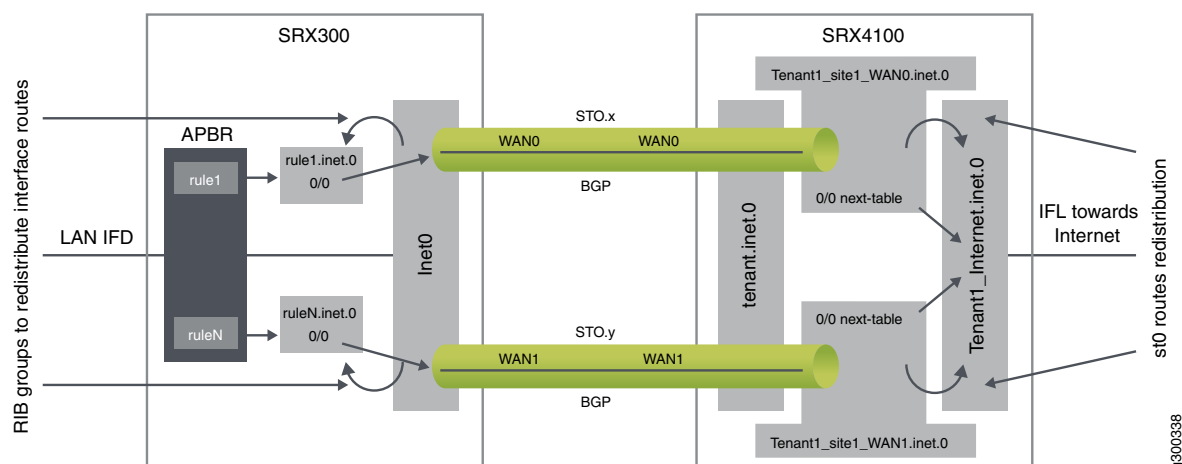 SRX300
SRX4100
RIB groups to redistribute interface routes
APBR
rule1
rule1.inet.0
0/0
LAN IFD
ruleN
ruleN.inet.0
0/0
Inet0
STO.x
WAN0 WAN0
BGP
STO.y
WAN1 WAN1
BGP
Tenant1_site1_WAN0.inet.0
0/0 next-table
tenant.inet.0
Tenant1_Internet.inet.0
0/0 next-table
Tenant1_site1_WAN1.inet.0
IFL towards
Internet
st0 routes redistribution
g300338